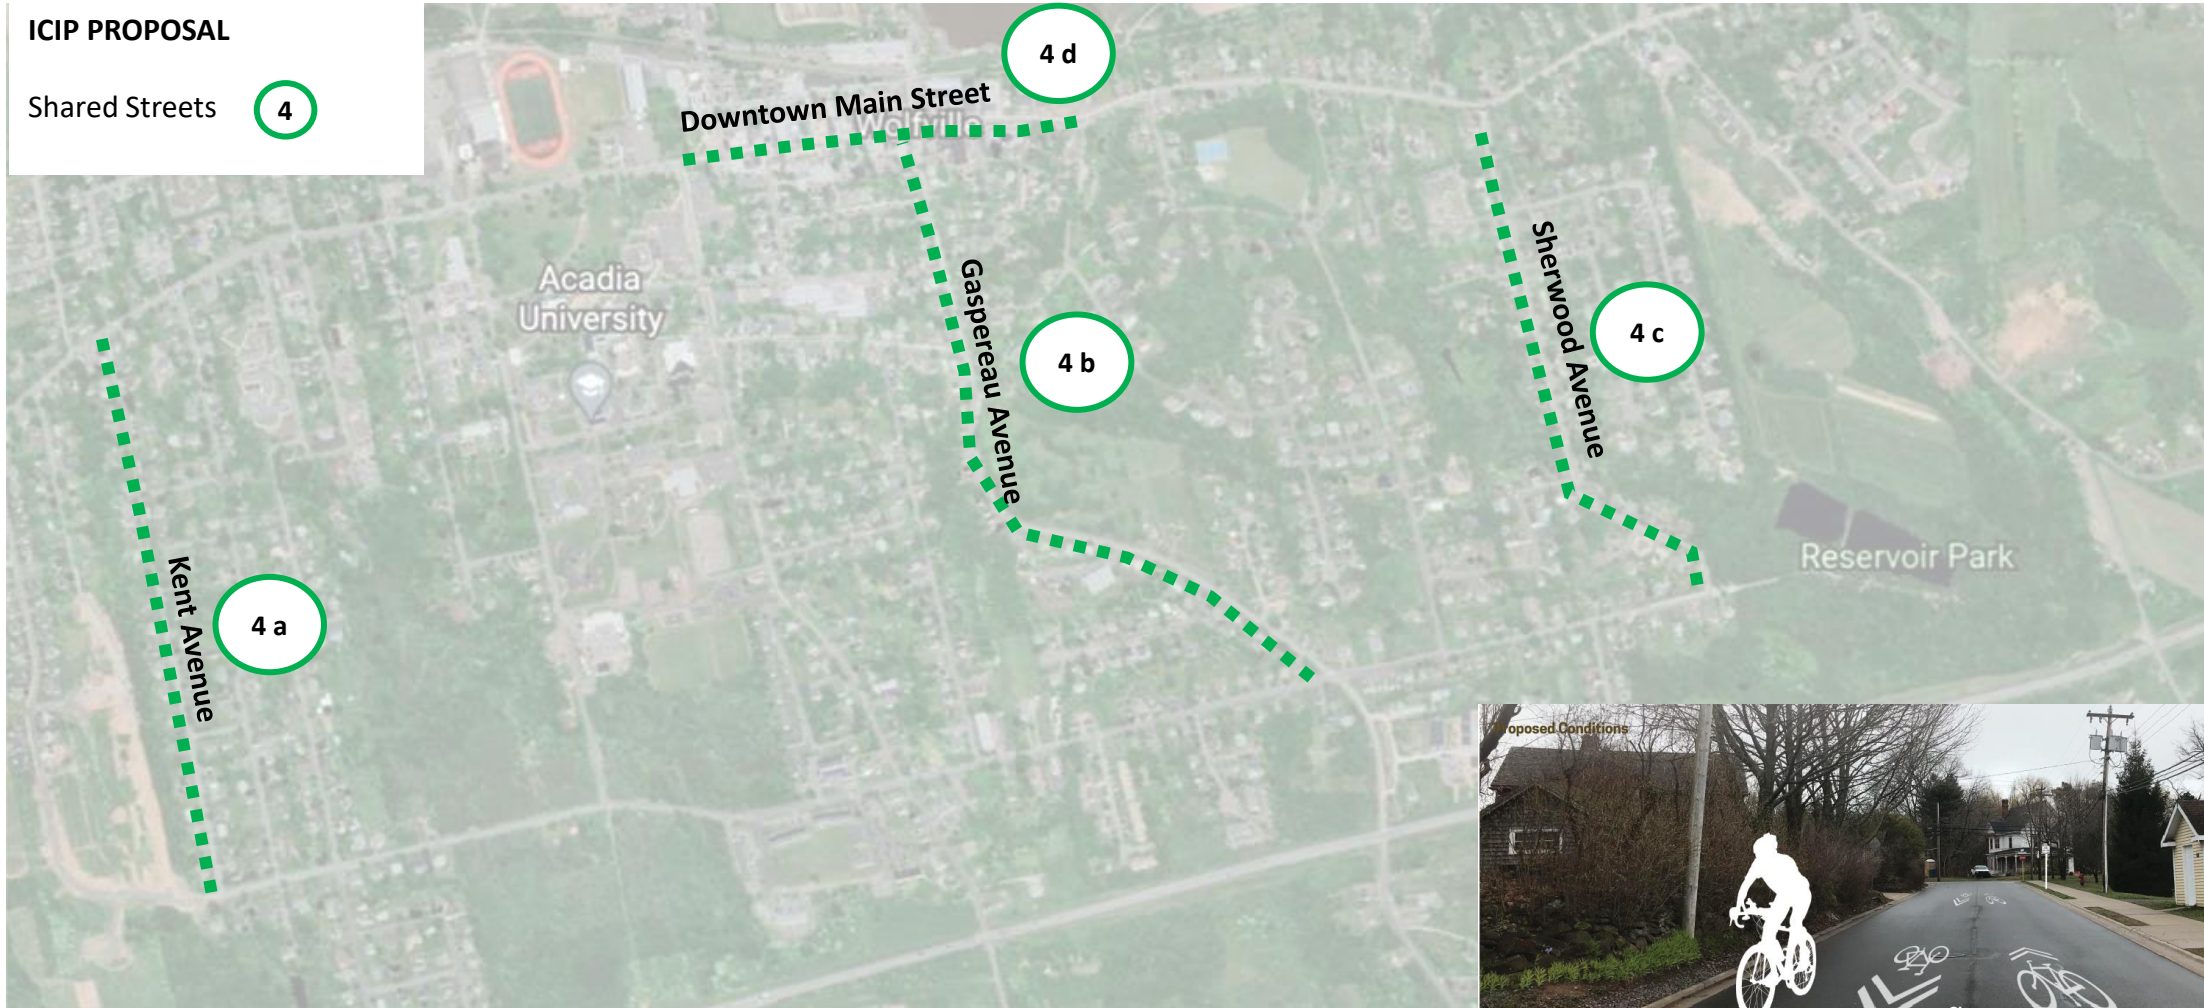 ICIP PROPOSAL
Shared Streets 4
4 d
Downtown Main Street
Wolfville
Acadia
University
Gaspereau Avenue
4 b
Sherwood Avenue
4 c
Kent Avenue
4 a
Reservoir Park
Proposed Conditions